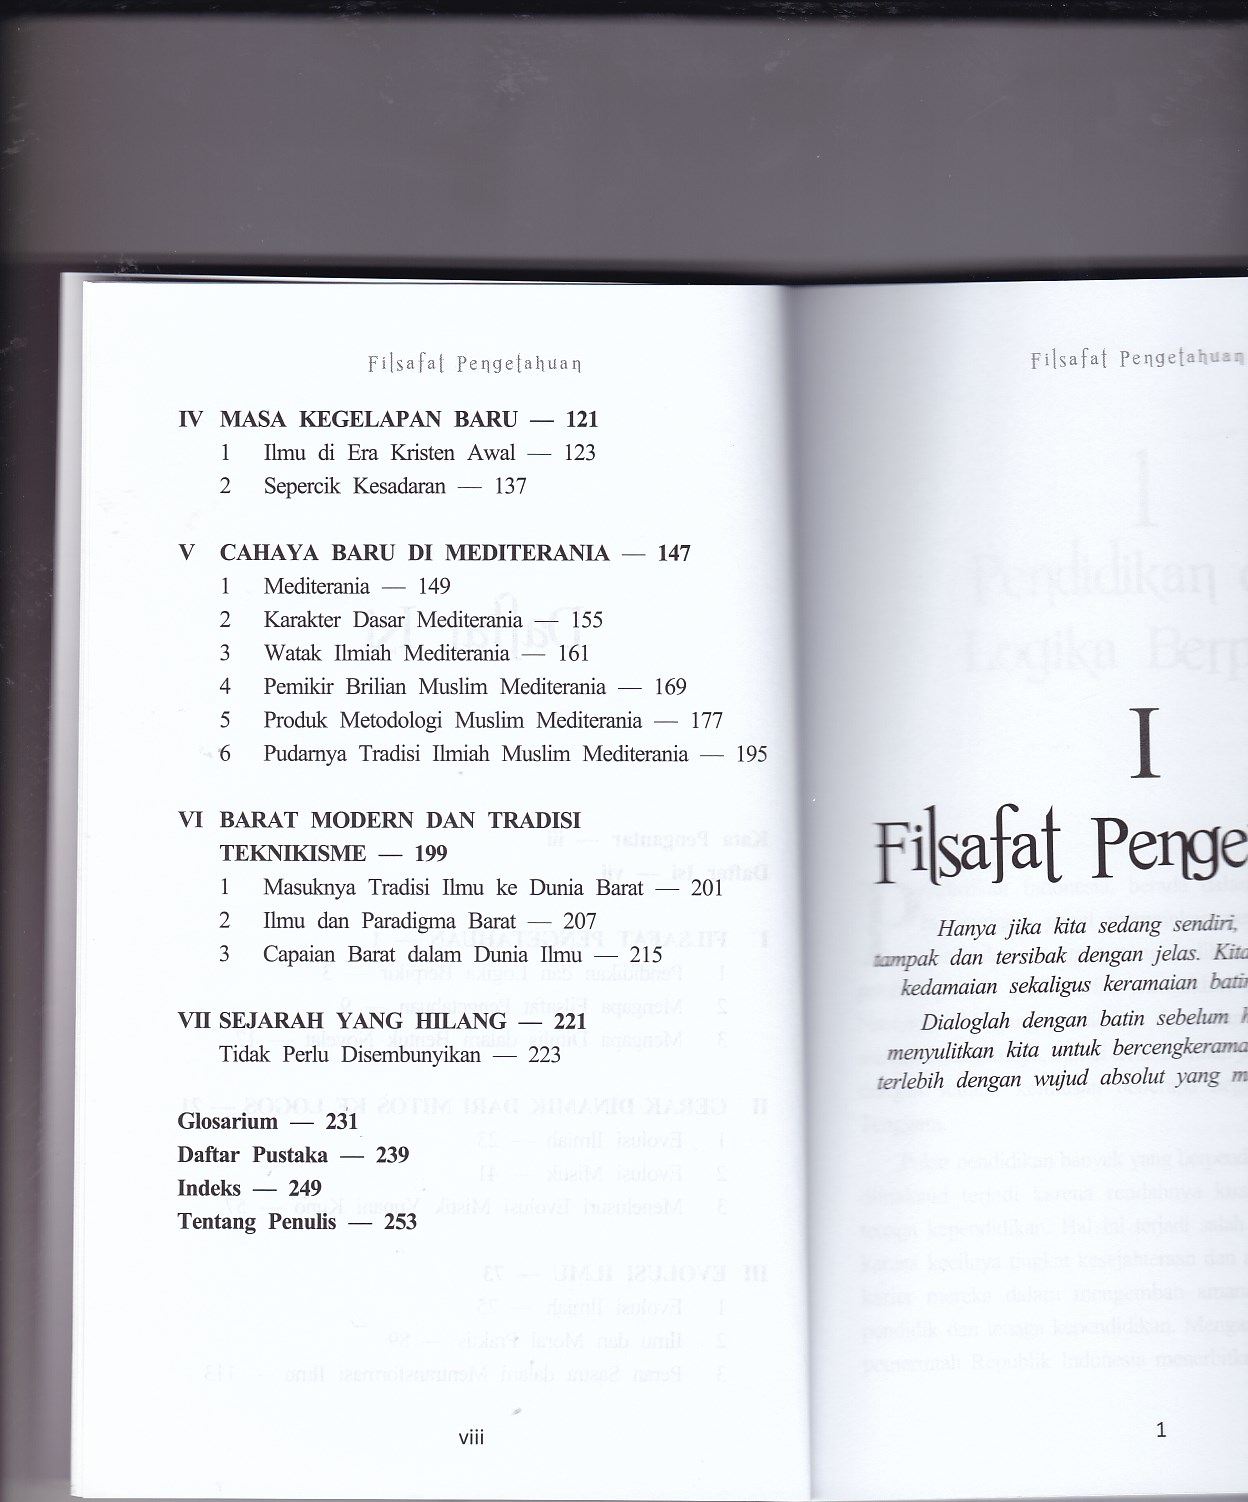 Filsafat Pengetahuan
IV MASA KEGELAPAN BARU — 121
1 Ilmu di Era Kristen Awal — 123
2 Sepercik Kesadaran — 137
V CAHAYA BARU DI MEDITERANIA — 147
1 Mediterania — 149
2 Karakter Dasar Mediterania — 155
3 Watak Ilmiah Mediterania — 161
4 Pemikir Brilian Muslim Mediterania — 169
5 Produk Metodologi Muslim Mediterania — 177
6 Pudarnya Tradisi Ilmiah Muslim Mediterania — 195
VI BARAT MODERN DAN TRADISI
TEKNIKISME — 199
1 Masuknya Tradisi Ilmu ke Dunia Barat — 201
2 Ilmu dan Paradigma Barat — 207
3 Capaian Barat dalam Dunia Ilmu — 215
VII SEJARAH YANG HILANG — 221
Tidak Perlu Disembunyikan — 223
Glosarium — 231
Daftar Pustaka — 239
Indeks — 249
Tentang Penulis — 253
viii
Filsafat Pengetahuan
I
Filsafat Penge
Hanya jika kita sedang sendiri,
tampak dan tersibak dengan jelas. Kita
kedamaian sekaligus keramaian batin
Dialoglah dengan batin sebelum
menyulitkan kita untuk bercengkerama
terlebih dengan wujud absolut yang
1